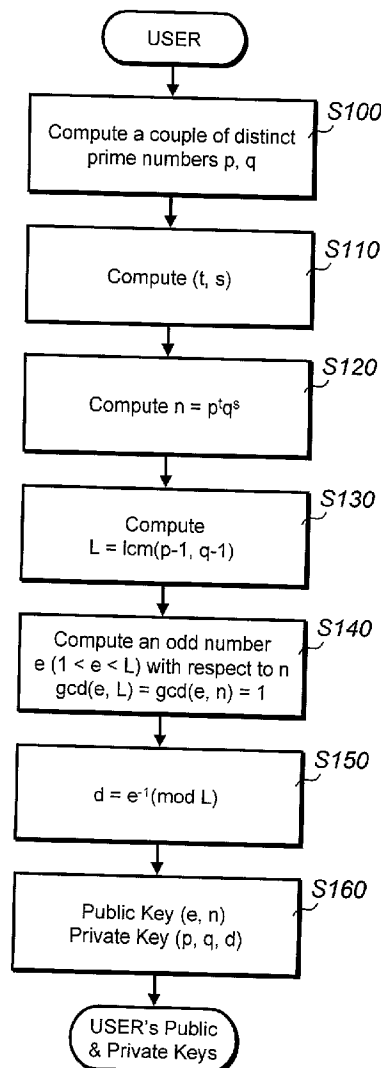 USER
S100
Compute a couple of distinct
prime numbers p, q
S110
Compute (t, s)
S120
Compute n = pᵗqˢ
S130
Compute
L = lcm(p-1, q-1)
S140
Compute an odd number
e (1 < e < L) with respect to n
gcd(e, L) = gcd(e, n) = 1
S150
d = e⁻¹(mod L)
S160
Public Key (e, n)
Private Key (p, q, d)
USER's Public
& Private Keys